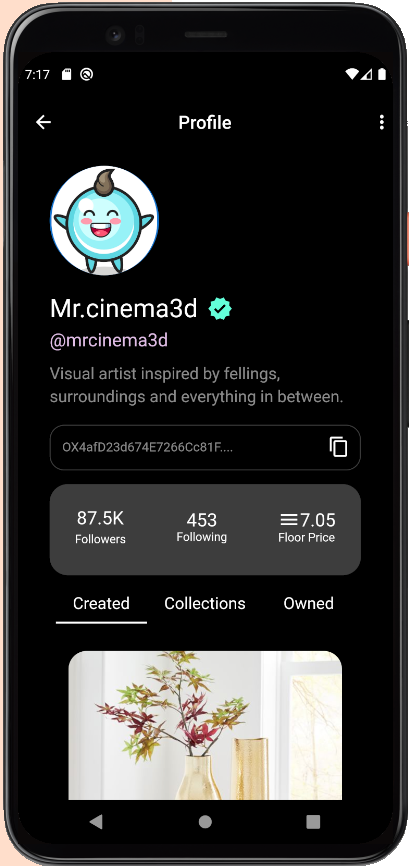 7:17
Profile
Mr.cinema3d
@mrcinema3d
Visual artist inspired by fellings,
surroundings and everything in between.
OX4afD23d674E7266Cc81F....
87.5K 453 7.05
Followers Following Floor Price
Created Collections Owned